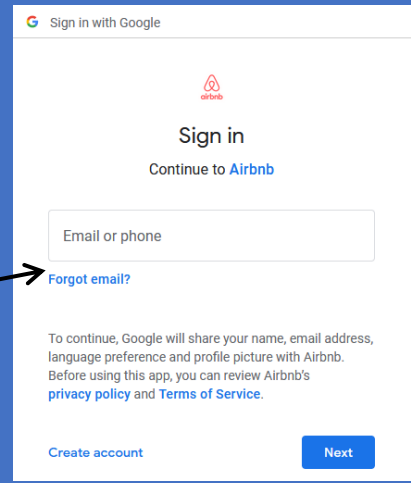 Sign in with Google
airbnb
Sign in
Continue to Airbnb
Email or phone
Forgot email?
To continue, Google will share your name, email address,
language preference and profile picture with Airbnb.
Before using this app, you can review Airbnb's
privacy policy and Terms of Service.
Create account
Next